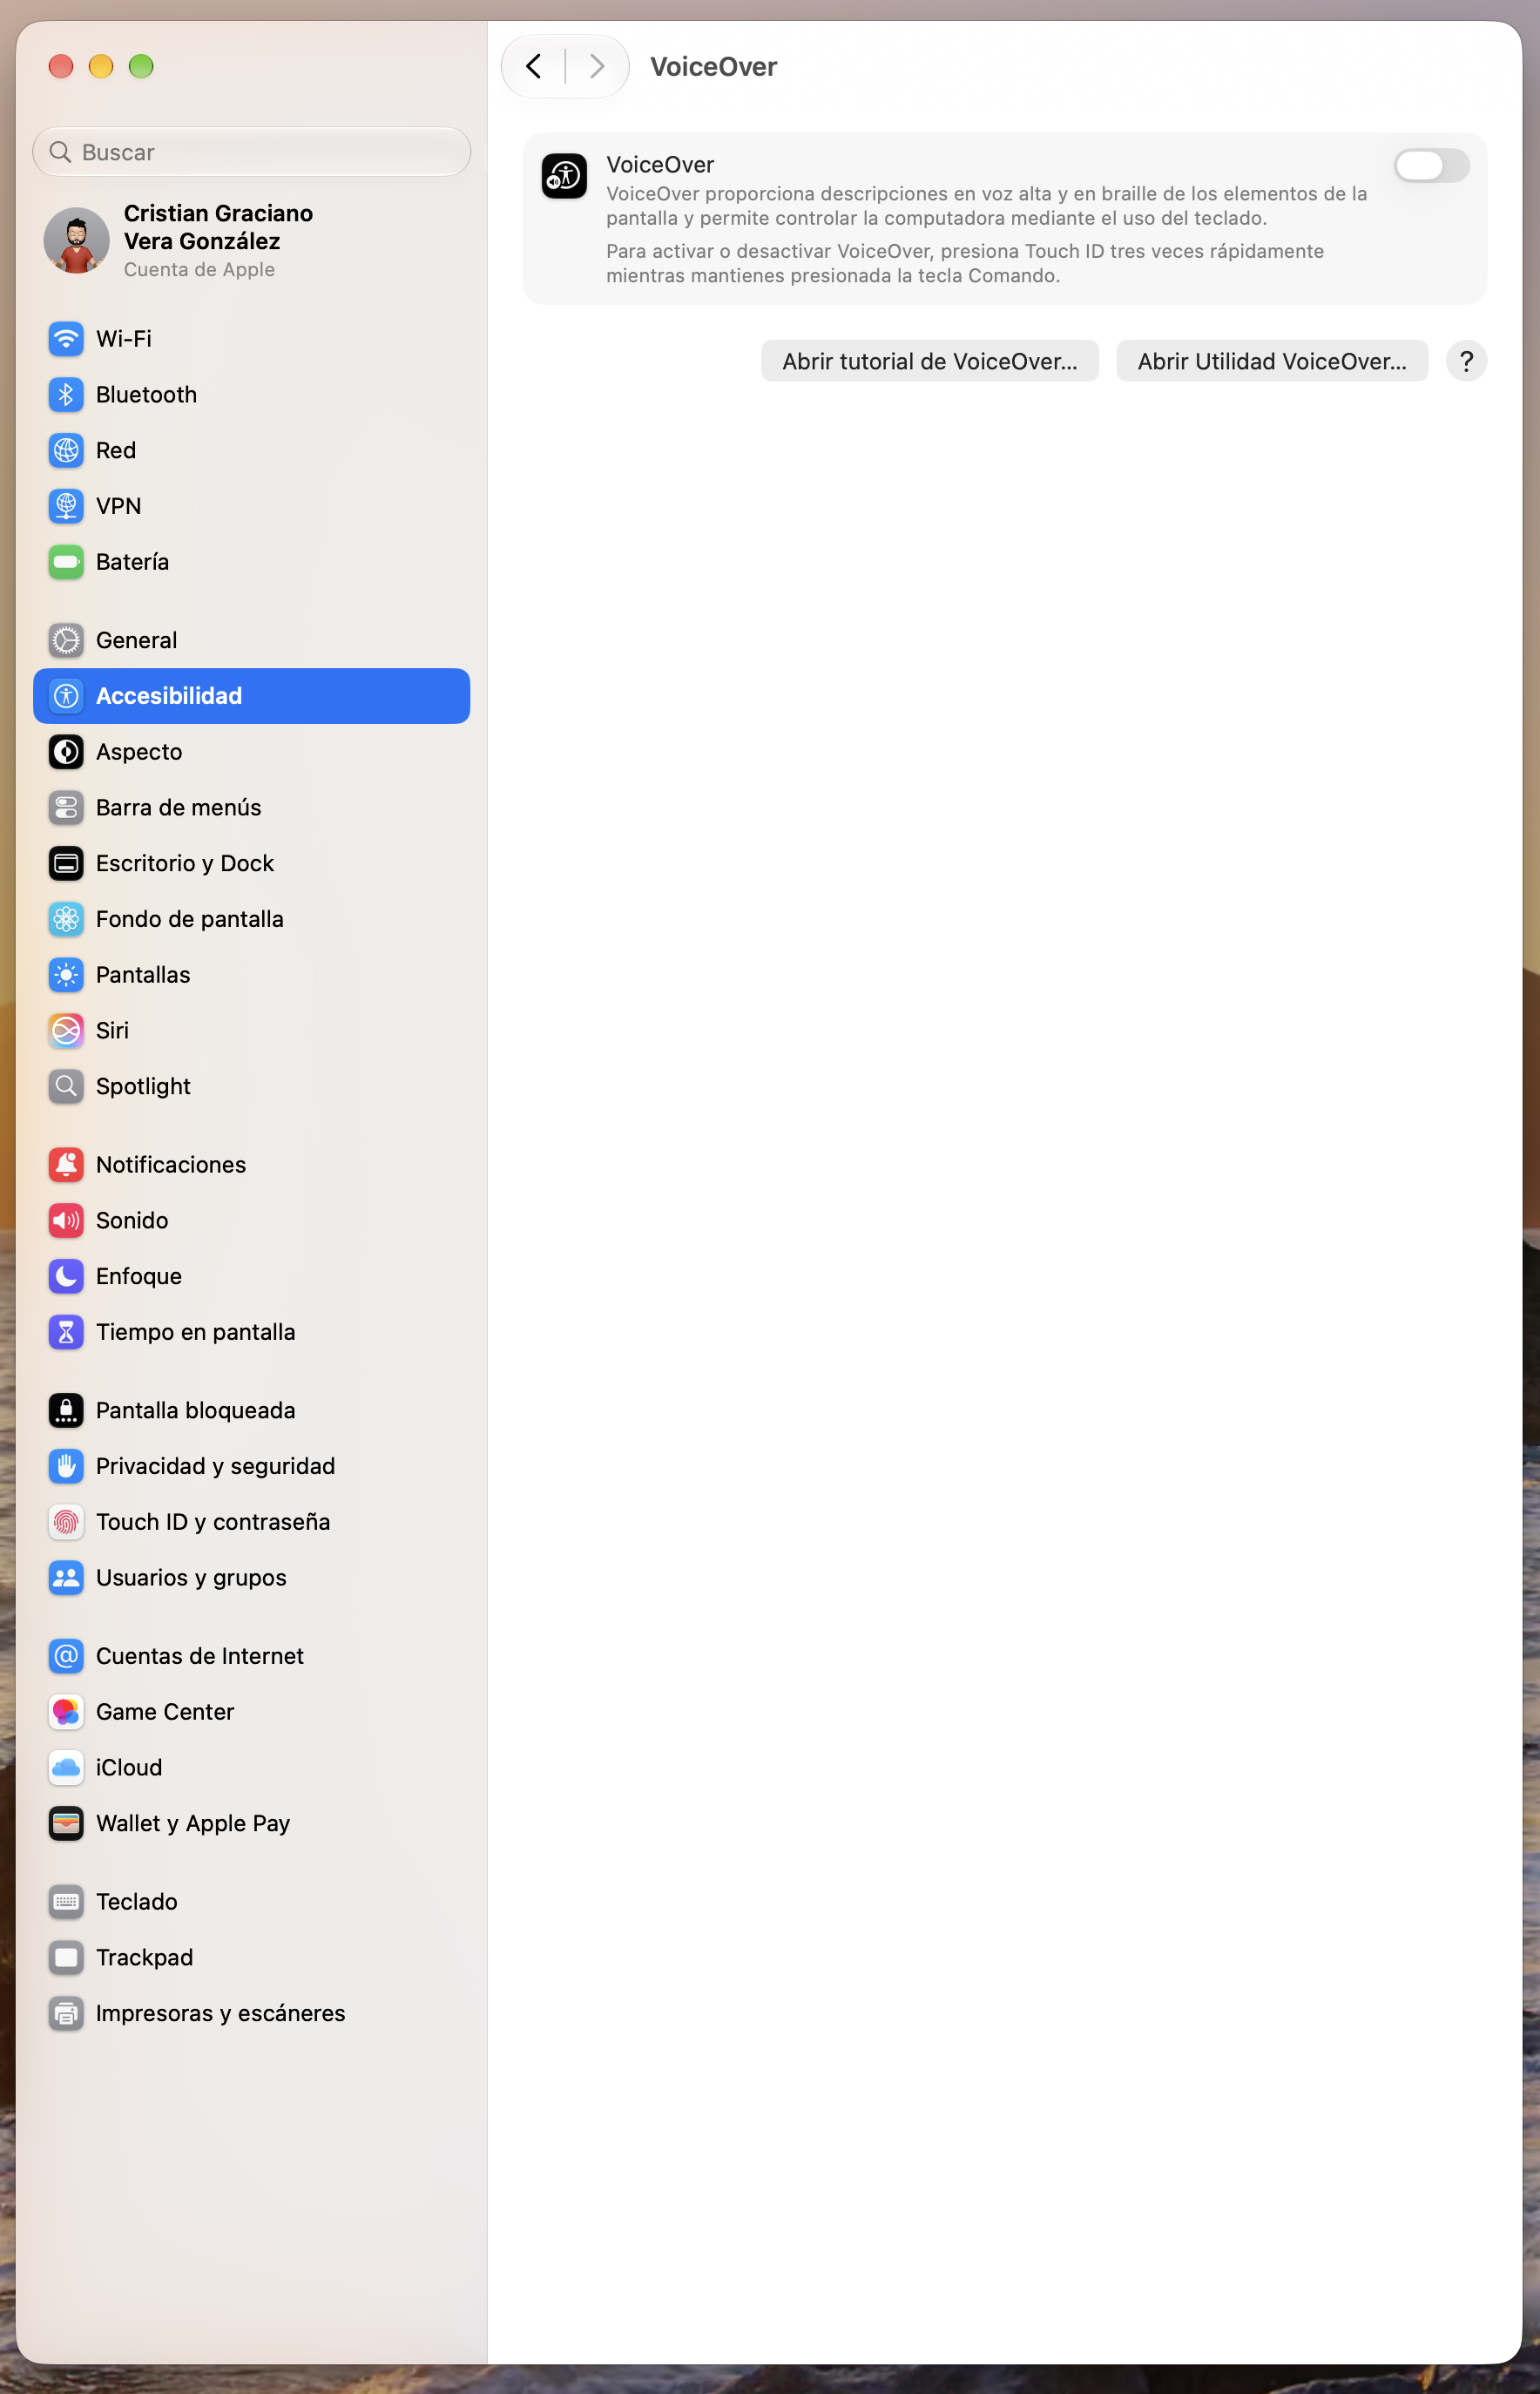 VoiceOver
Buscar
Cristian Graciano
Vera González
Cuenta de Apple
Wi-Fi
Bluetooth
Red
VPN
Batería
General
Accesibilidad
Aspecto
Barra de menús
Escritorio y Dock
Fondo de pantalla
Pantallas
Siri
Spotlight
Notificaciones
Sonido
Enfoque
Tiempo en pantalla
Pantalla bloqueada
Privacidad y seguridad
Touch ID y contraseña
Usuarios y grupos
Cuentas de Internet
Game Center
iCloud
Wallet y Apple Pay
Teclado
Trackpad
Impresoras y escáneres
VoiceOver
VoiceOver proporciona descripciones en voz alta y en braille de los elementos de la
pantalla y permite controlar la computadora mediante el uso del teclado.
Para activar o desactivar VoiceOver, presiona Touch ID tres veces rápidamente
mientras mantienes presionada la tecla Comando.
Abrir tutorial de VoiceOver... Abrir Utilidad VoiceOver... ?